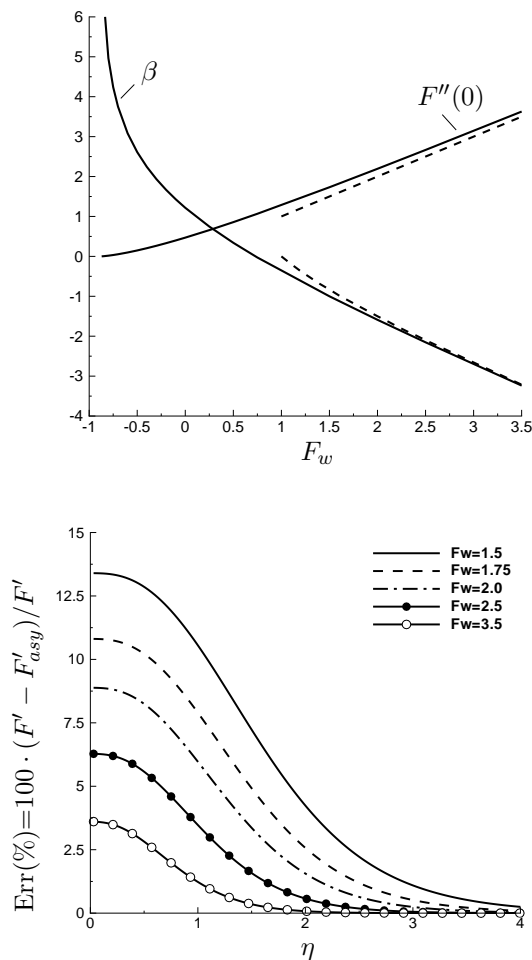 6
5
4
3
2
1
0
-1
-2
-3
-4
β
F″(0)
-1 -0.5 0 0.5 1 1.5 2 2.5 3 3.5
F_w
Err(%)=100·(F′ − F′_asy)/F′
15
12.5
10
7.5
5
2.5
0
Fw=1.5
Fw=1.75
Fw=2.0
Fw=2.5
Fw=3.5
0 1 2 3 4
η